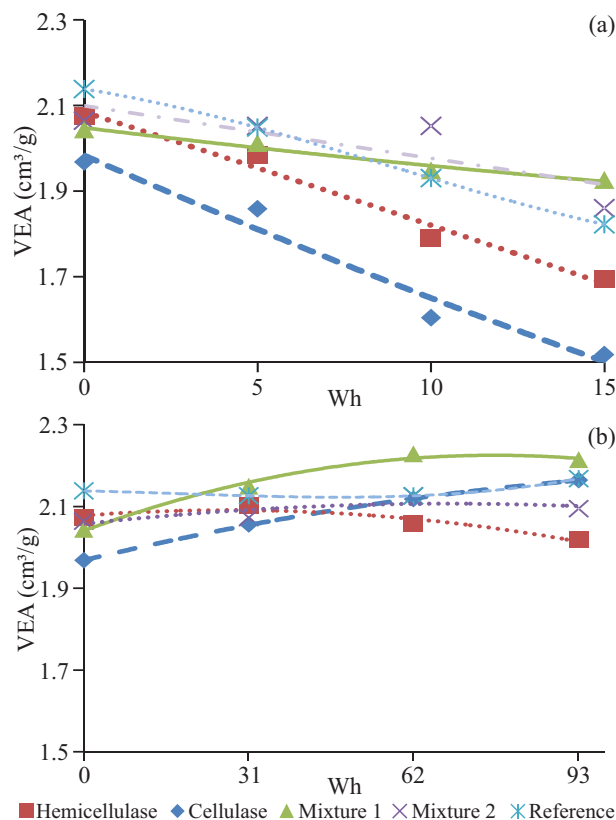 (a)
2.3
2.1
1.9
1.7
1.5
VEA (cm³/g)
0 5 10 15
Wh
(b)
2.3
2.1
1.9
1.7
1.5
VEA (cm³/g)
0 31 62 93
Wh
Hemicellulase Cellulase Mixture 1 Mixture 2 Reference